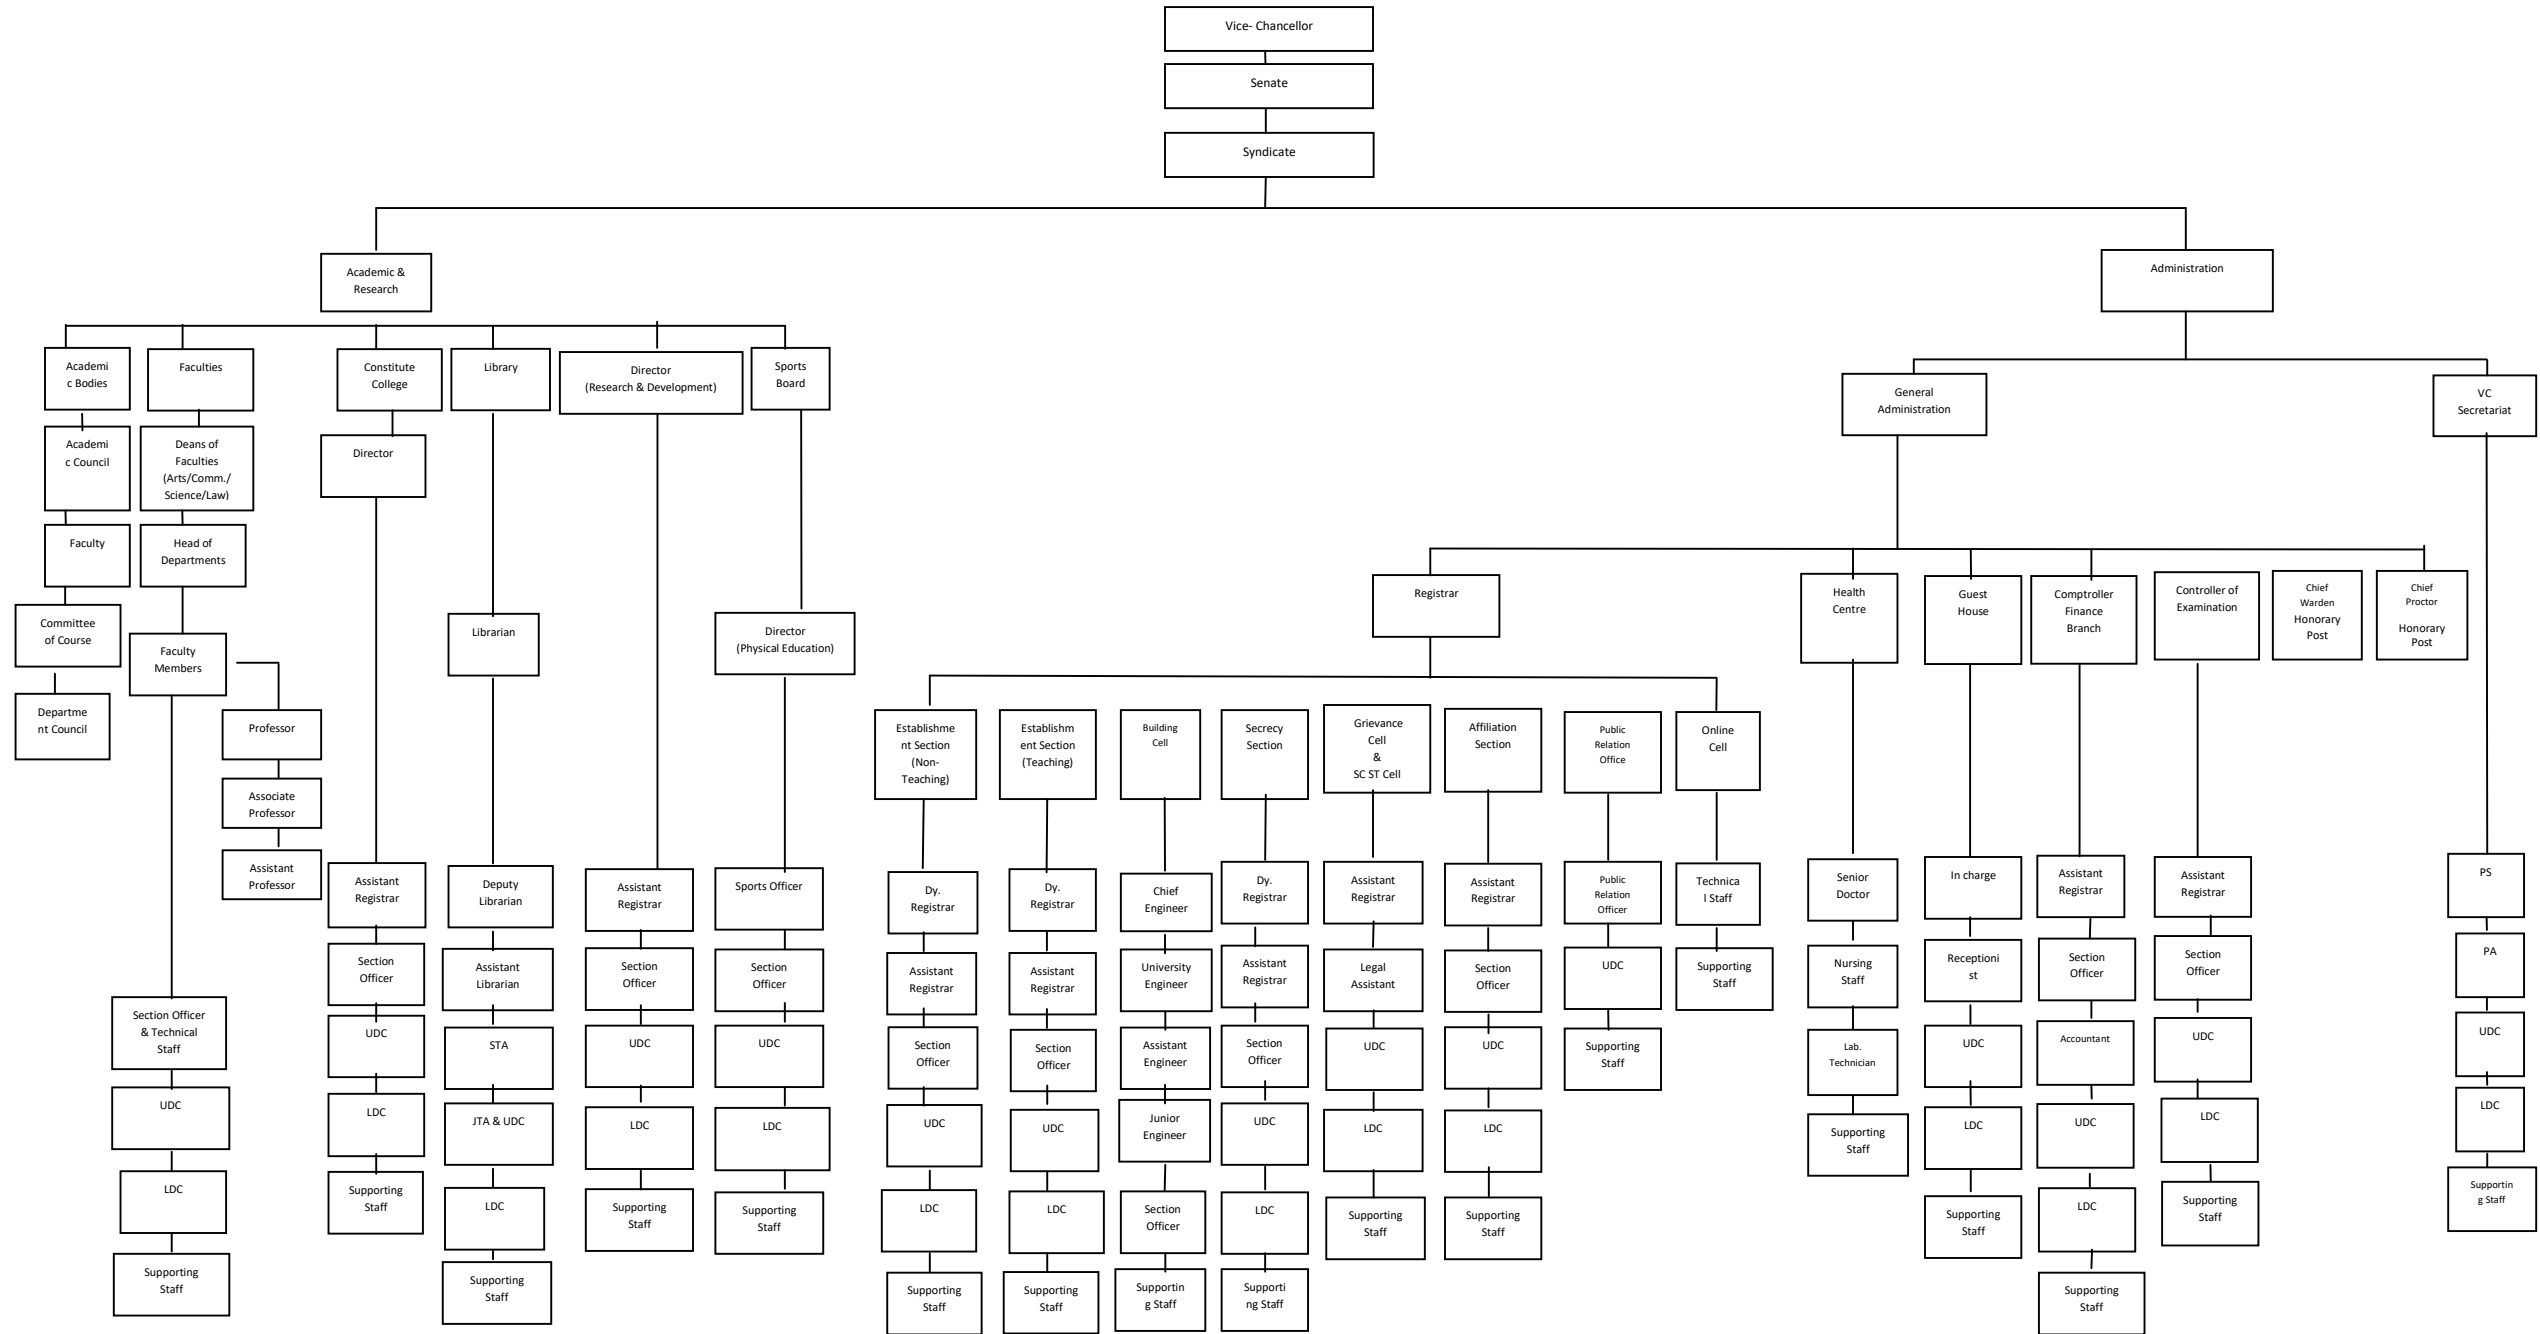 Vice- Chancellor
Senate
Syndicate
Academic &
Research
Administration
Academi
c Bodies
Faculties
Constitute
College
Library
Director
(Research & Development)
Sports
Board
General
Administration
VC
Secretariat
Academi
c Council
Deans of
Faculties
(Arts/Comm./
Science/Law)
Director
Faculty
Head of
Departments
Registrar
Health
Centre
Guest
House
Comptroller
Finance
Branch
Controller of
Examination
Chief
Warden
Honorary
Post
Chief
Proctor
Honorary
Post
Committee
of Course
Faculty
Members
Librarian
Director
(Physical Education)
Departme
nt Council
Professor
Associate
Professor
Assistant
Professor
Establishme
nt Section
(Non-
Teaching)
Establishm
ent Section
(Teaching)
Building
Cell
Secrecy
Section
Grievance
Cell
&
SC ST Cell
Affiliation
Section
Public
Relation
Office
Online
Cell
Section Officer
& Technical
Staff
UDC
LDC
Supporting
Staff
Assistant
Registrar
Section
Officer
UDC
LDC
Supporting
Staff
Deputy
Librarian
Assistant
Librarian
STA
JTA & UDC
LDC
Supporting
Staff
Assistant
Registrar
Section
Officer
UDC
LDC
Supporting
Staff
Sports Officer
Section
Officer
UDC
LDC
Supporting
Staff
Dy.
Registrar
Assistant
Registrar
Section
Officer
UDC
LDC
Supporting
Staff
Dy.
Registrar
Assistant
Registrar
Section
Officer
UDC
LDC
Supporting
Staff
Chief
Engineer
University
Engineer
Assistant
Engineer
Junior
Engineer
Section
Officer
Supportin
g Staff
Dy.
Registrar
Assistant
Registrar
Section
Officer
UDC
LDC
Supporti
ng Staff
Assistant
Registrar
Legal
Assistant
UDC
LDC
Supporting
Staff
Assistant
Registrar
Section
Officer
UDC
LDC
Supporting
Staff
Public
Relation
Officer
UDC
Supporting
Staff
Technica
l Staff
Supporting
Staff
Senior
Doctor
Nursing
Staff
Lab.
Technician
Supporting
Staff
In charge
Receptioni
st
UDC
LDC
Supporting
Staff
Assistant
Registrar
Section
Officer
Accountant
UDC
LDC
Supporting
Staff
Assistant
Registrar
Section
Officer
UDC
LDC
Supporting
Staff
PS
PA
UDC
LDC
Supportin
g Staff